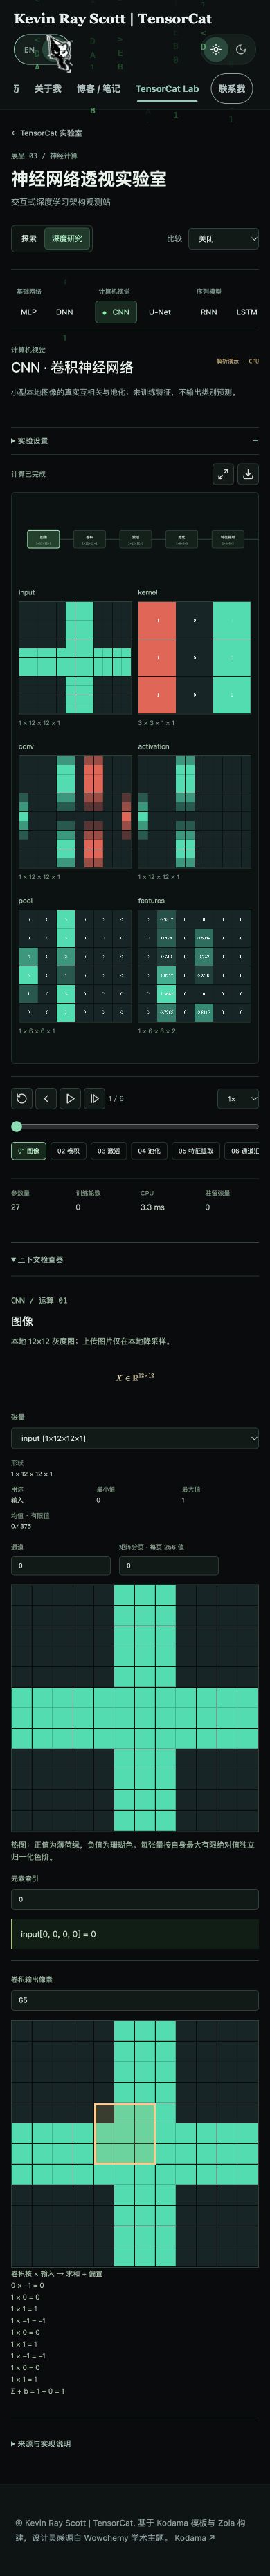 Kevin Ray Scott | TensorCat
EN
历
关于我
博客 / 笔记
TensorCat Lab
联系我
← TensorCat 实验室
展品 03 / 神经计算
神经网络透视实验室
交互式深度学习架构观测站
探索
深度研究
比较
关闭
基础网络
计算机视觉
序列模型
MLP
DNN
CNN
U-Net
RNN
LSTM
计算机视觉
CNN · 卷积神经网络
解析演示 · CPU
小型本地图像的真实互相关与池化；未训练特征，不输出类别预测。
▸ 实验设置
+
计算已完成
图像
卷积
激活
池化
特征提取
input
kernel
1 × 12 × 12 × 1
3 × 3 × 1 × 1
conv
activation
1 × 12 × 12 × 1
1 × 12 × 12 × 1
pool
features
1 × 6 × 6 × 1
1 × 6 × 6 × 2
1 / 6
1×
01 图像
02 卷积
03 激活
04 池化
05 特征提取
06 通道汇
参数量
训练轮数
CPU
驻留张量
27
0
3.3 ms
0
▾ 上下文检查器
CNN / 运算 01
图像
本地 12×12 灰度图；上传图片仅在本地降采样。
X ∈ ℝ¹²ˣ¹²
张量
input [1×12×12×1]
形状
1 × 12 × 12 × 1
用途
最小值
最大值
输入
0
1
均值 · 有限值
0.4375
通道
矩阵分页 · 每页 256 值
0
0
热图：正值为薄荷绿，负值为珊瑚色。每张量按自身最大有限绝对值独立
归一化色阶。
元素索引
0
input[0, 0, 0, 0] = 0
卷积输出像素
65
卷积核 × 输入 → 求和 + 偏置
0 × −1 = 0
1 × 0 = 0
1 × 1 = 1
1 × −1 = −1
1 × 0 = 0
1 × 1 = 1
1 × −1 = −1
1 × 0 = 0
1 × 1 = 1
Σ + b = 1 + 0 = 1
▸ 来源与实现说明
© Kevin Ray Scott | TensorCat. 基于 Kodama 模板与 Zola 构
建，设计灵感源自 Wowchemy 学术主题。 Kodama ↗